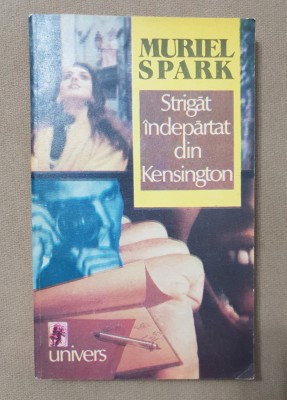 MURIEL
SPARK
Strigăt
îndepărtat
din
Kensington
univers